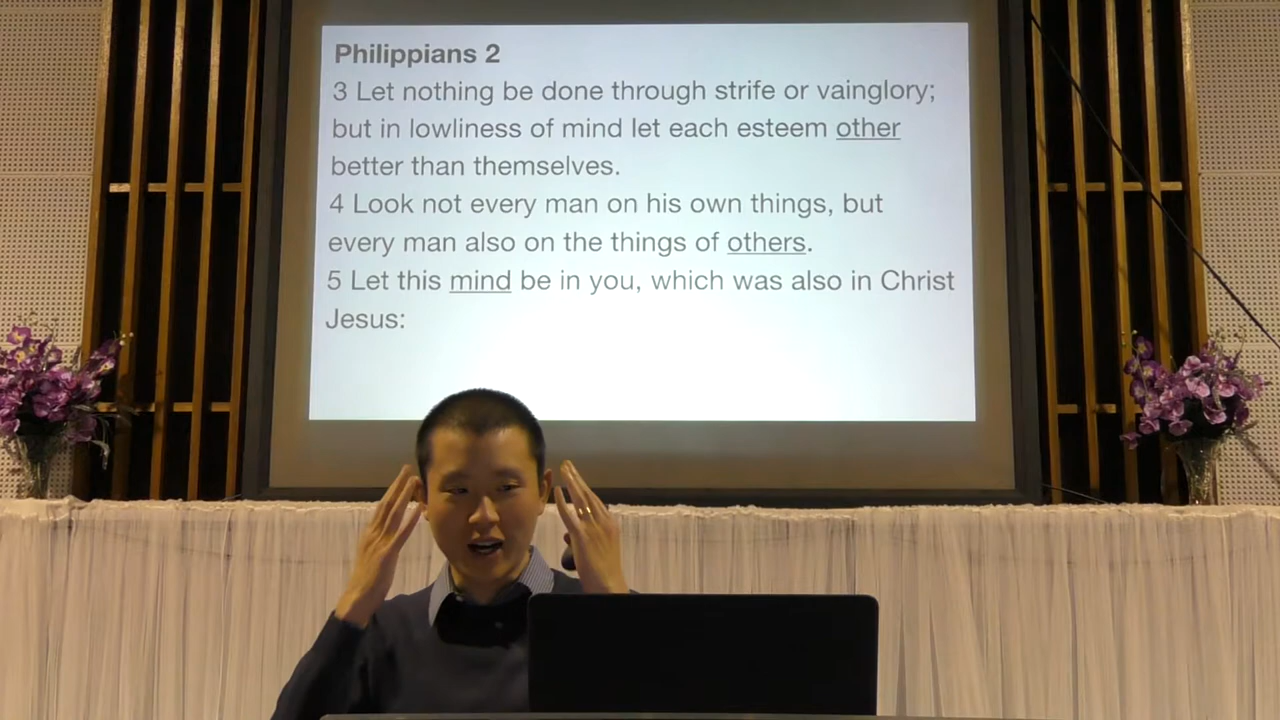 Philippians 2
3 Let nothing be done through strife or vainglory;
but in lowliness of mind let each esteem other
better than themselves.
4 Look not every man on his own things, but
every man also on the things of others.
5 Let this mind be in you, which was also in Christ
Jesus: